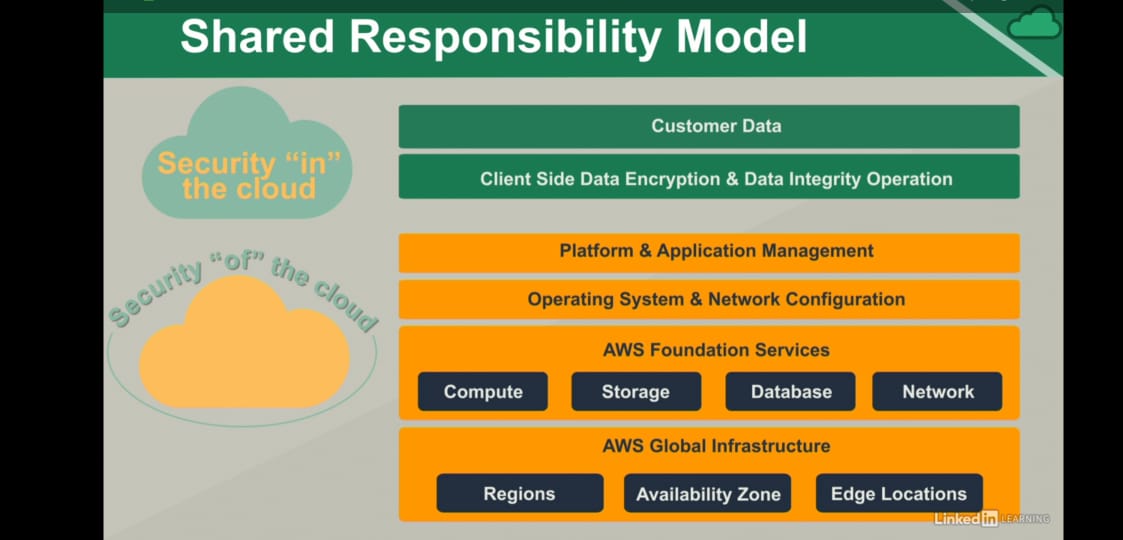 Shared Responsibility Model
Security “in”
the cloud
Customer Data
Client Side Data Encryption & Data Integrity Operation
Security “of” the cloud
Platform & Application Management
Operating System & Network Configuration
AWS Foundation Services
Compute
Storage
Database
Network
AWS Global Infrastructure
Regions
Availability Zone
Edge Locations
Linked in LEARNING